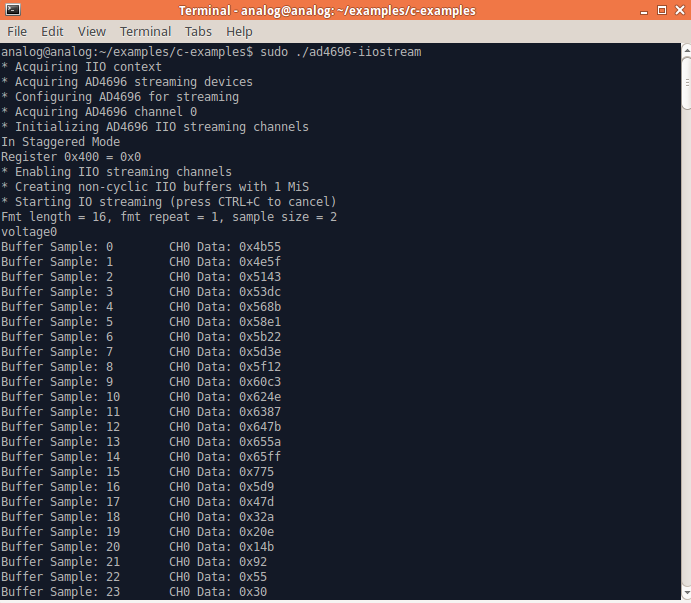 Terminal - analog@analog: ~/examples/c-examples
File Edit View Terminal Tabs Help
analog@analog:~/examples/c-examples$ sudo ./ad4696-iiostream
* Acquiring IIO context
* Acquiring AD4696 streaming devices
* Configuring AD4696 for streaming
* Acquiring AD4696 channel 0
* Initializing AD4696 IIO streaming channels
In Staggered Mode
Register 0x400 = 0x0
* Enabling IIO streaming channels
* Creating non-cyclic IIO buffers with 1 MiS
* Starting IO streaming (press CTRL+C to cancel)
Fmt length = 16, fmt repeat = 1, sample size = 2
voltage0
Buffer Sample: 0 CH0 Data: 0x4b55
Buffer Sample: 1 CH0 Data: 0x4e5f
Buffer Sample: 2 CH0 Data: 0x5143
Buffer Sample: 3 CH0 Data: 0x53dc
Buffer Sample: 4 CH0 Data: 0x568b
Buffer Sample: 5 CH0 Data: 0x58e1
Buffer Sample: 6 CH0 Data: 0x5b22
Buffer Sample: 7 CH0 Data: 0x5d3e
Buffer Sample: 8 CH0 Data: 0x5f12
Buffer Sample: 9 CH0 Data: 0x60c3
Buffer Sample: 10 CH0 Data: 0x624e
Buffer Sample: 11 CH0 Data: 0x6387
Buffer Sample: 12 CH0 Data: 0x647b
Buffer Sample: 13 CH0 Data: 0x655a
Buffer Sample: 14 CH0 Data: 0x65ff
Buffer Sample: 15 CH0 Data: 0x775
Buffer Sample: 16 CH0 Data: 0x5d9
Buffer Sample: 17 CH0 Data: 0x47d
Buffer Sample: 18 CH0 Data: 0x32a
Buffer Sample: 19 CH0 Data: 0x20e
Buffer Sample: 20 CH0 Data: 0x14b
Buffer Sample: 21 CH0 Data: 0x92
Buffer Sample: 22 CH0 Data: 0x55
Buffer Sample: 23 CH0 Data: 0x30